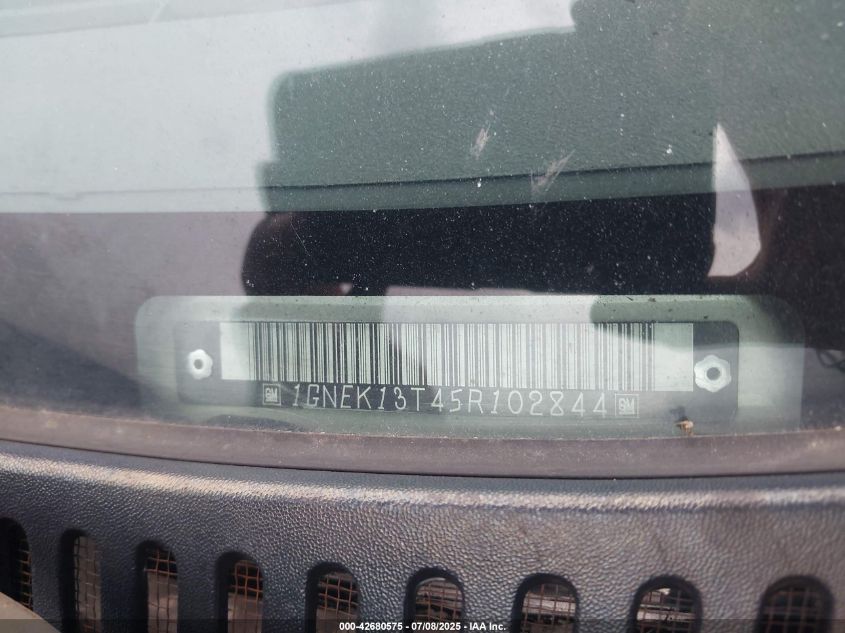 GM 1GNEK13T45R102844 GM
000-42680575 - 07/08/2025 - IAA Inc.